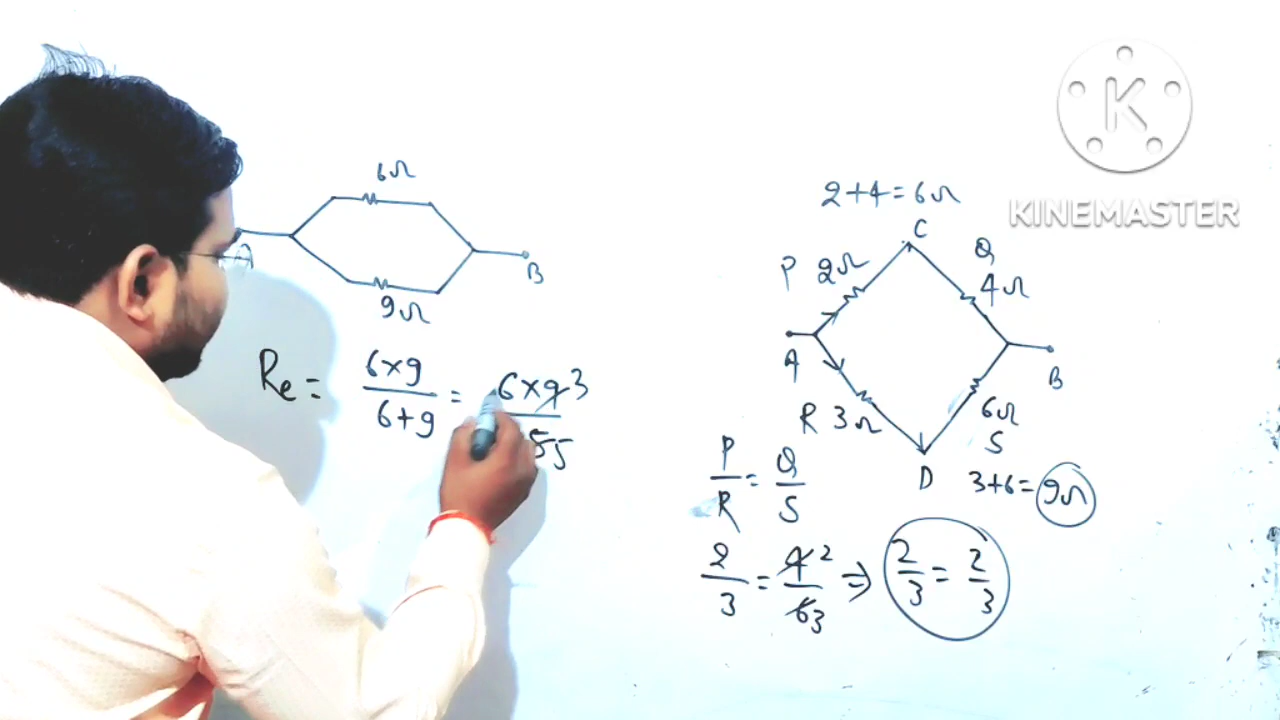 6Ω
A
B
9Ω
Re = 6×9/6+9 = 6×9 3/ 5 5
2+4=6Ω
C
P 2Ω
Q
4Ω
A
B
R 3Ω
6Ω
S
D
3+6=9Ω
P/R = Q/S
2/3 = 4 2/6 3 ⇒ 2/3 = 2/3
K
KINEMASTER